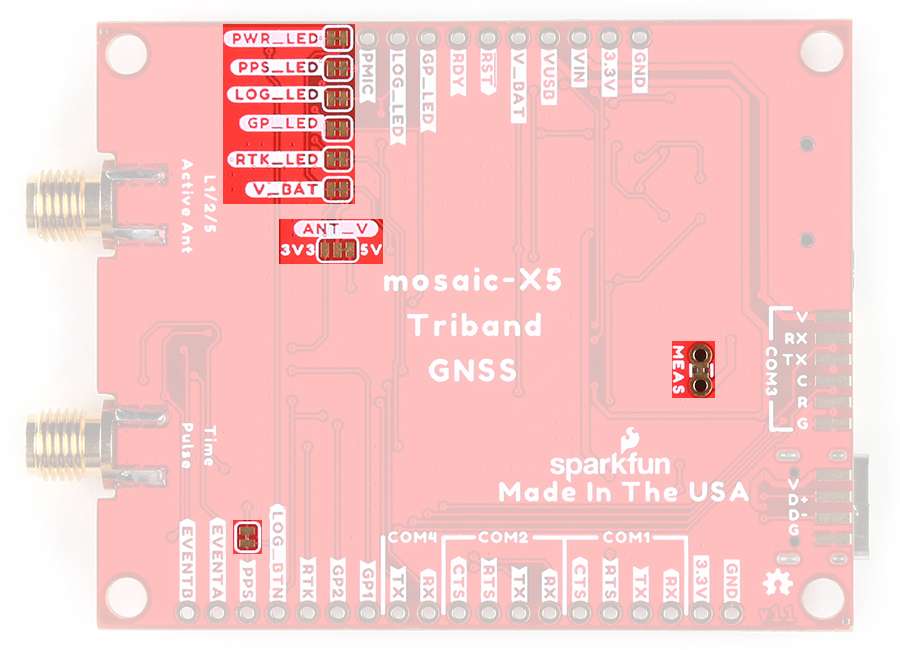 PWR_LED
PPS_LED
LOG_LED
GP_LED
RTK_LED
V_BAT
PMIC
LOG_LED
GP_LED
RDY
RST
V_BAT
VUSB
VIN
3.3V
GND
L1/2/5
Active Ant
ANT_V
3V3 5V
mosaic-X5
Triband
GNSS
MEAS
COM3
V
RX
TX
C
R
G
Time
Pulse
sparkfun
Made In The USA
V
D+
D-
G
COM4 COM2 COM1
EVENTB
EVENTA
PPS
LOG_BTN
RTK
GP2
GP1
TX
RX
CTS
RTS
TX
RX
CTS
RTS
TX
RX
3.3V
GND
v1.1